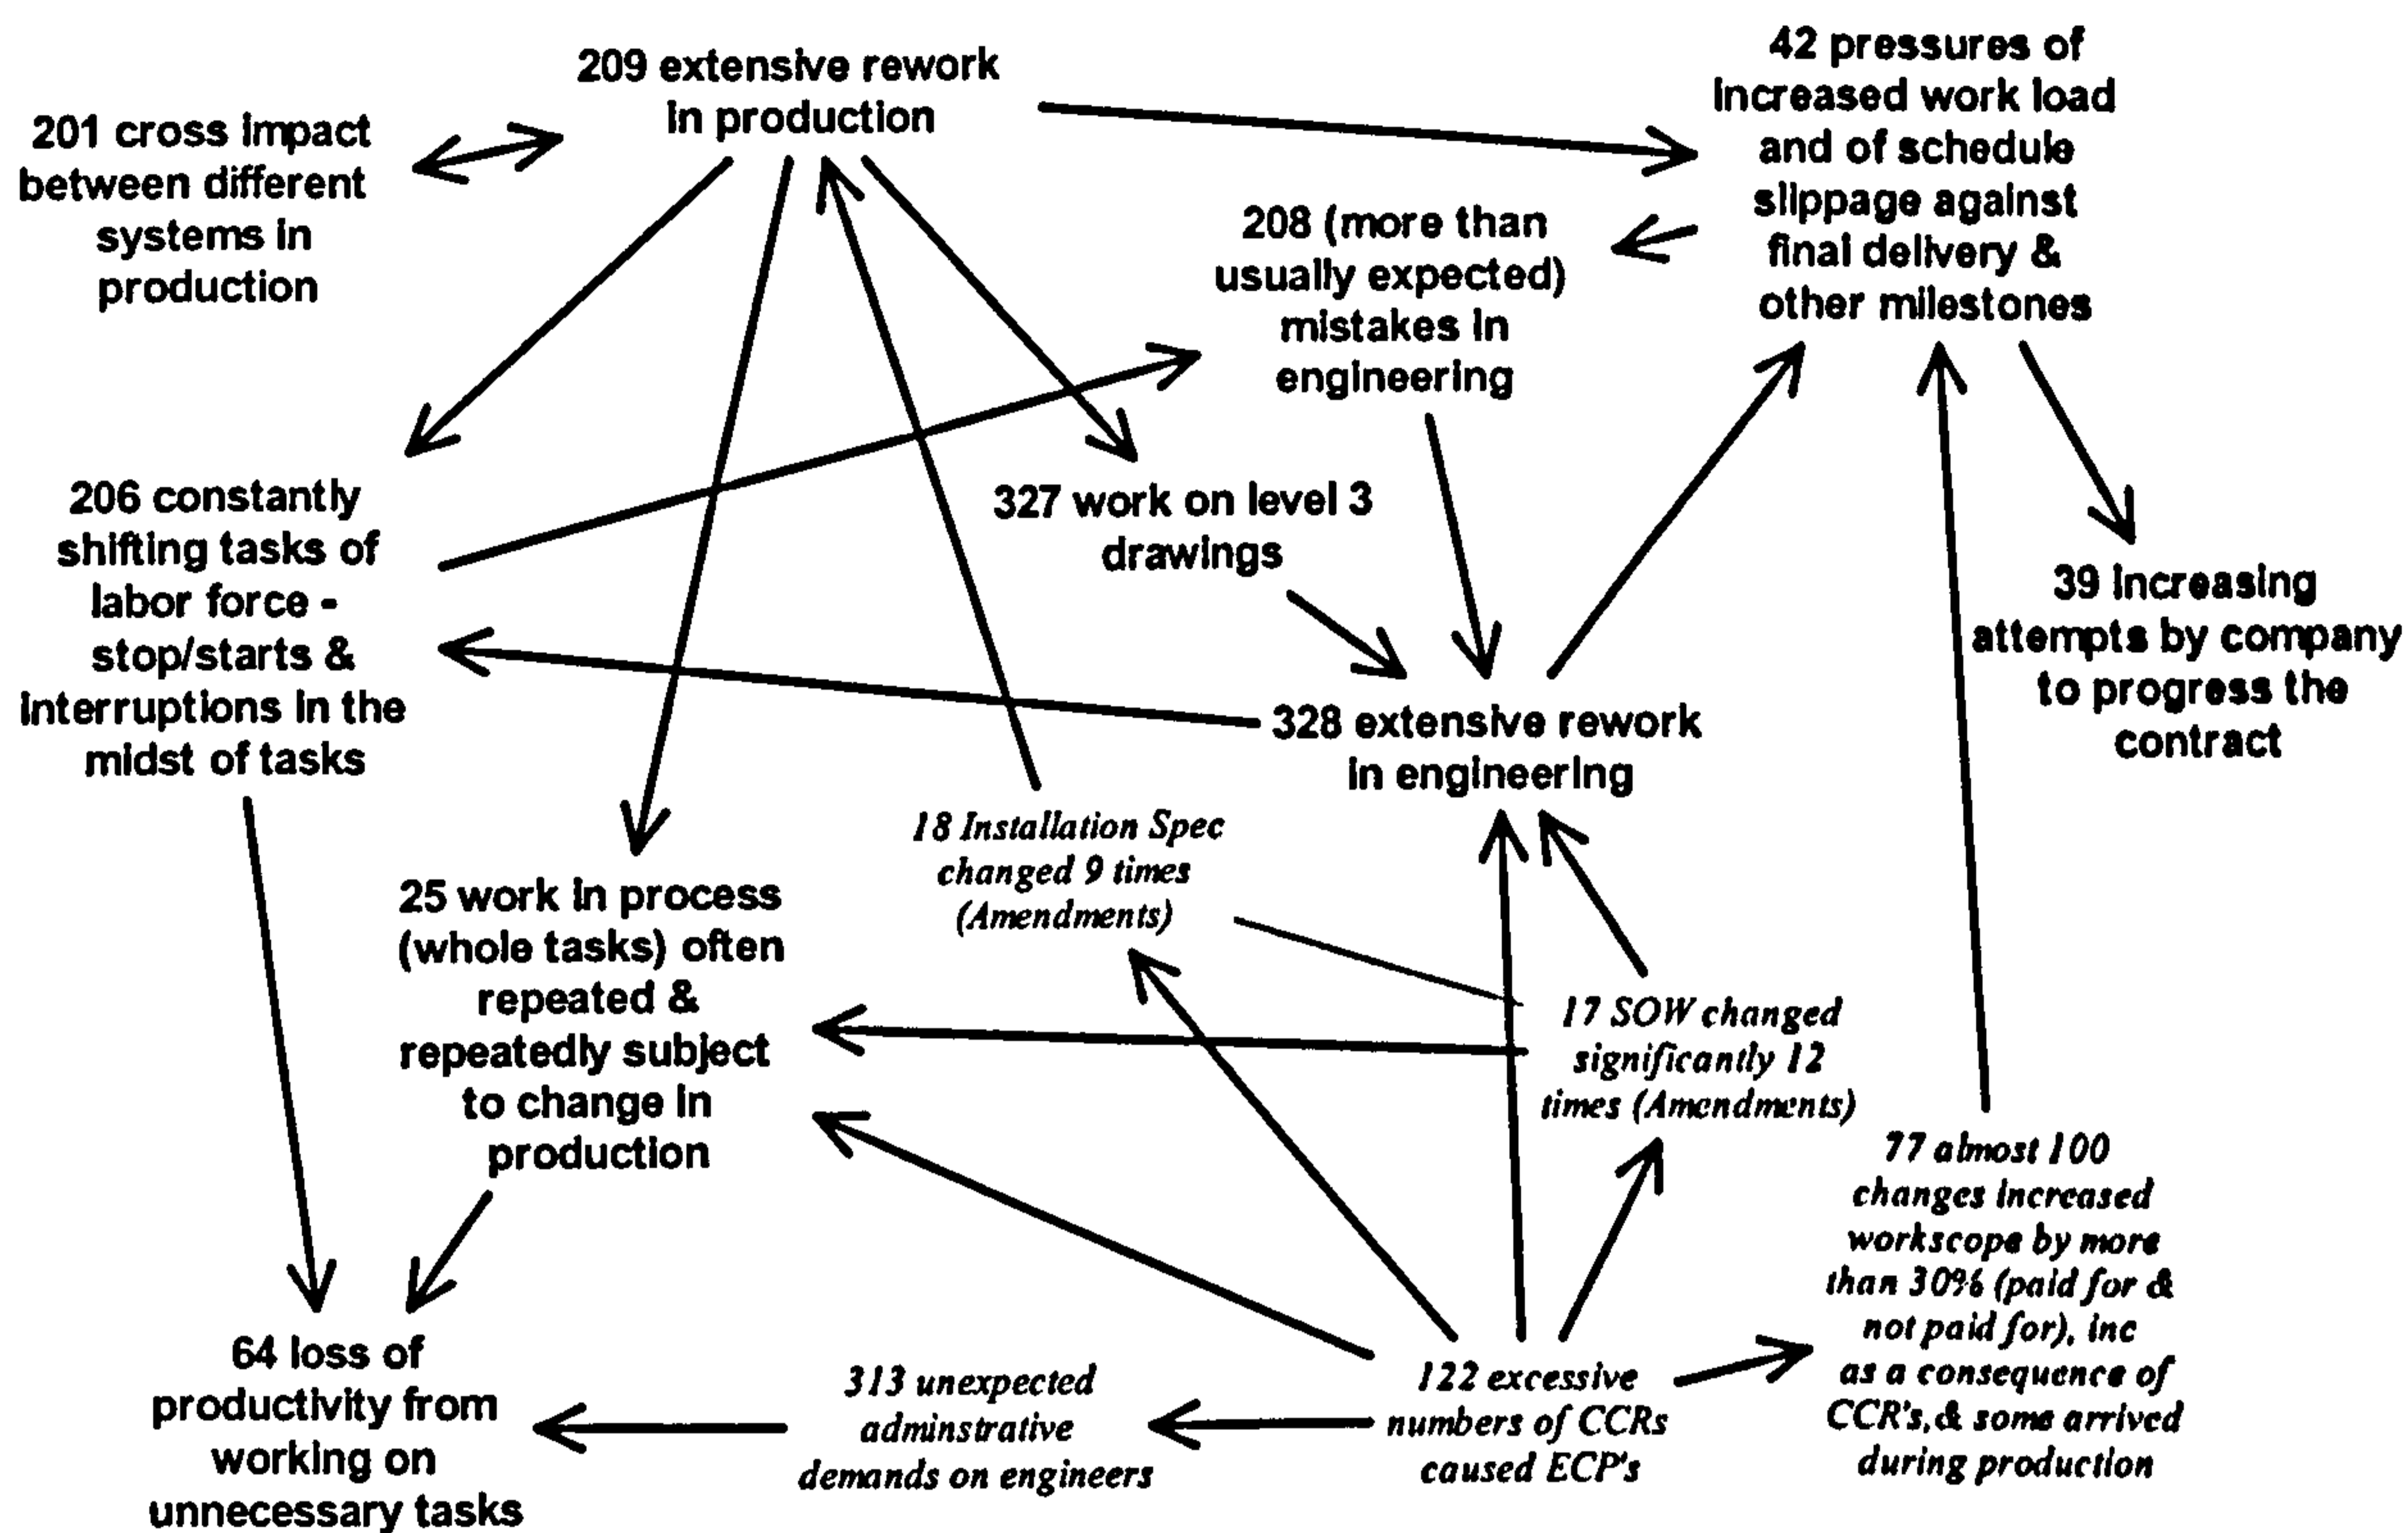 209 extensive rework
in production
42 pressures of
increased work load
and of schedule
slippage against
final delivery &
other milestones
201 cross impact
between different
systems in
production
208 (more than
usually expected)
mistakes in
engineering
206 constantly
shifting tasks of
labor force -
stop/starts &
interruptions in the
midst of tasks
327 work on level 3
drawings
39 increasing
attempts by company
to progress the
contract
328 extensive rework
in engineering
18 Installation Spec
changed 9 times
(Amendments)
25 work in process
(whole tasks) often
repeated &
repeatedly subject
to change in
production
17 SOW changed
significantly 12
times (Amendments)
77 almost 100
changes increased
workscope by more
than 30% (paid for &
not paid for), inc
as a consequence of
CCR's,& some arrived
during production
64 loss of
productivity from
working on
unnecessary tasks
313 unexpected
adminstrative
demands on engineers
122 excessive
numbers of CCRs
caused ECP's